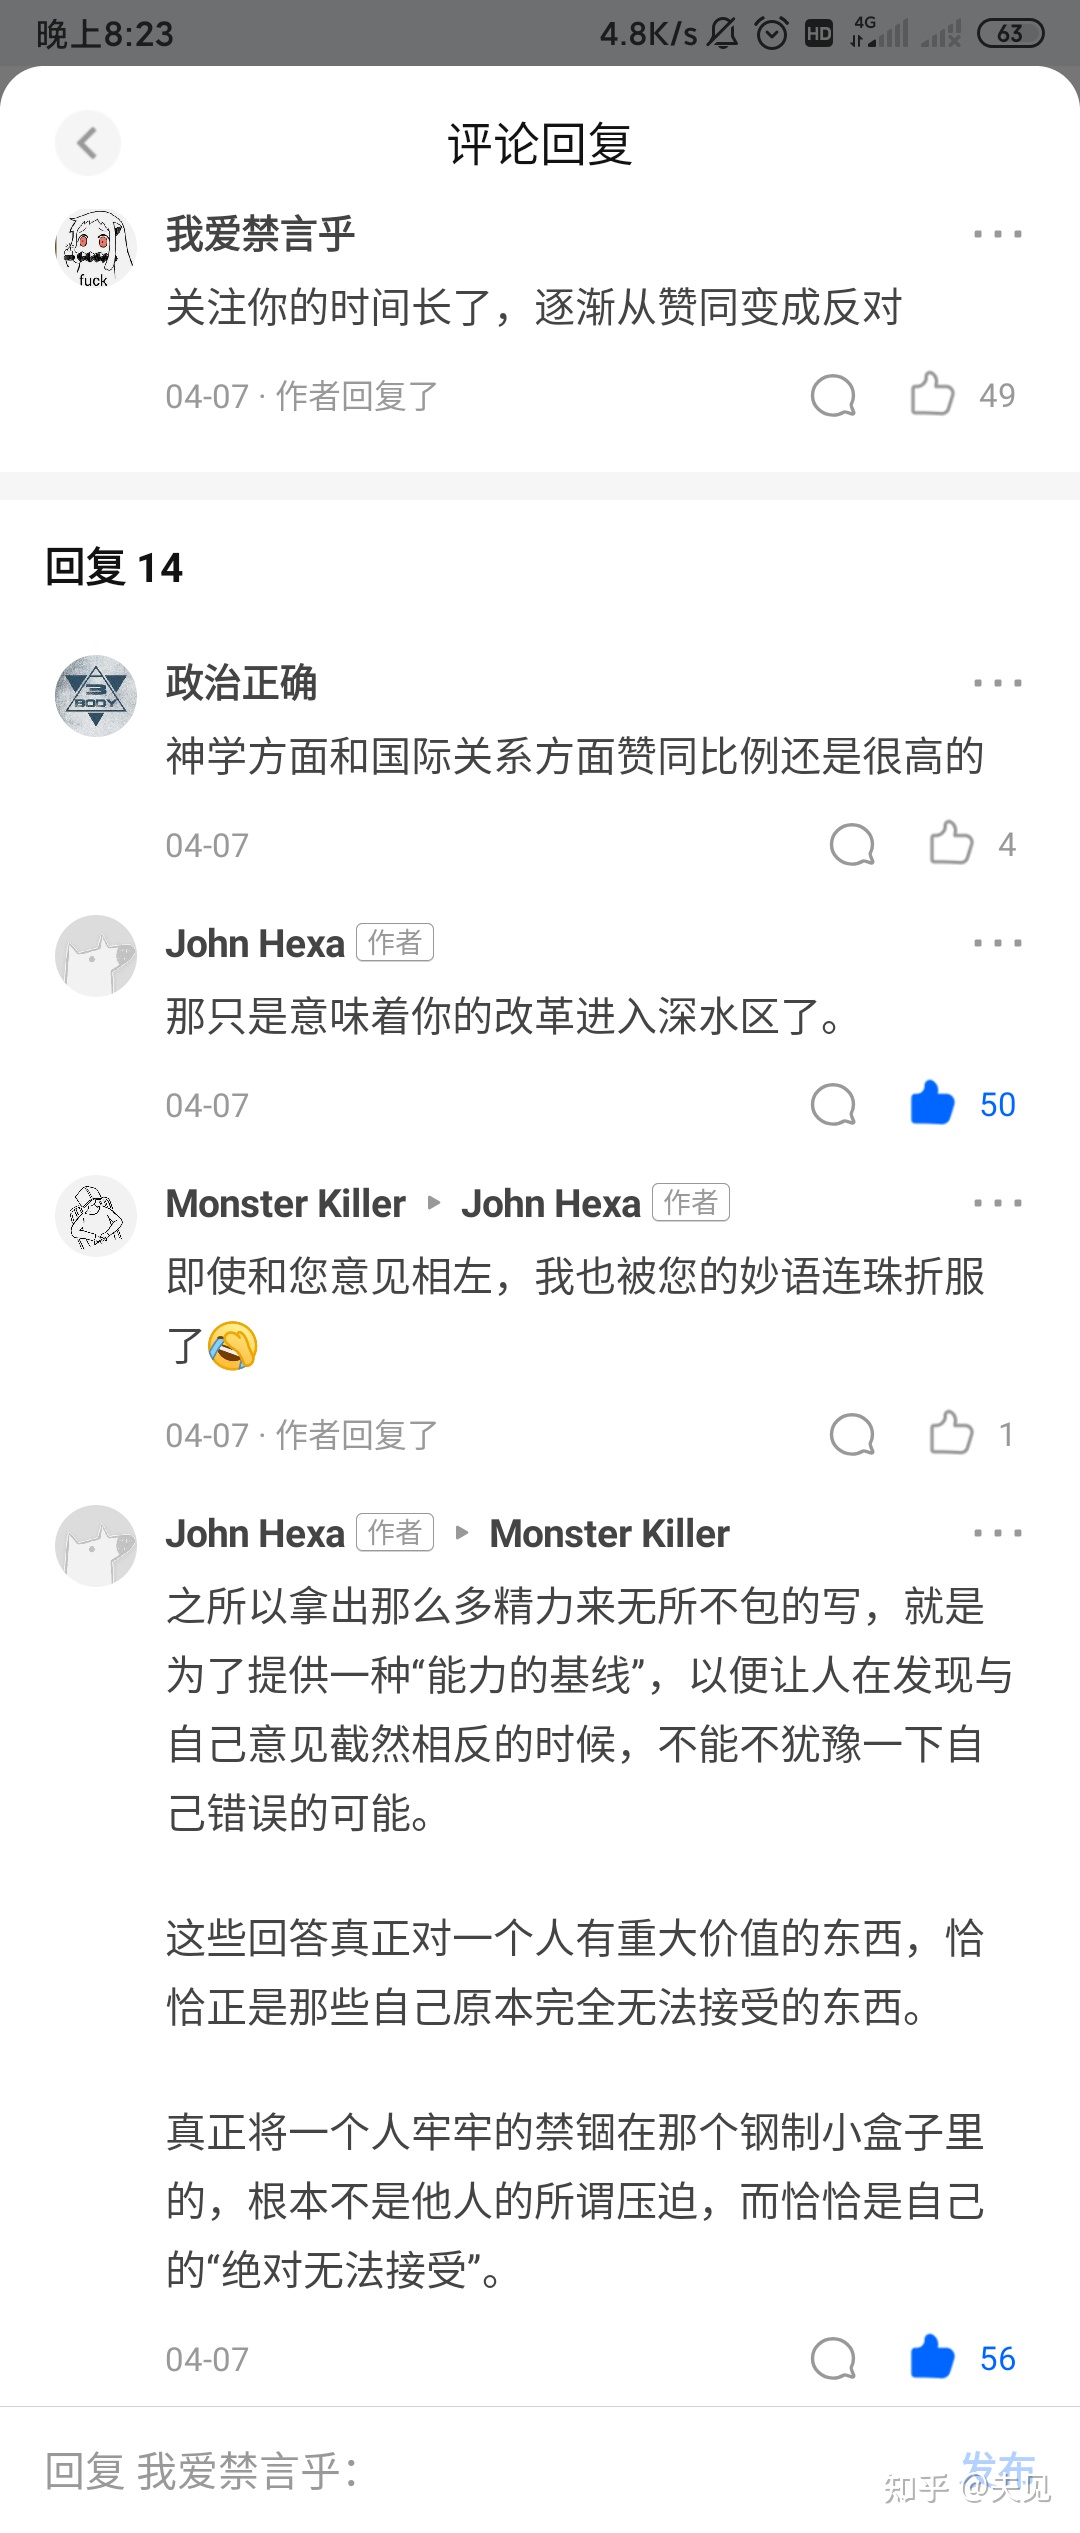 晚上8:23
4.8K/s
HD
4G
63
评论回复
我爱禁言乎
fuck
关注你的时间长了，逐渐从赞同变成反对
04-07 · 作者回复了
49
回复 14
政治正确
3
BODY
神学方面和国际关系方面赞同比例还是很高的
04-07
4
John Hexa 作者
那只是意味着你的改革进入深水区了。
04-07
50
Monster Killer ▸ John Hexa 作者
即使和您意见相左，我也被您的妙语连珠折服
了🤣
04-07 · 作者回复了
1
John Hexa 作者 ▸ Monster Killer
之所以拿出那么多精力来无所不包的写，就是
为了提供一种“能力的基线”，以便让人在发现与
自己意见截然相反的时候，不能不犹豫一下自
己错误的可能。
这些回答真正对一个人有重大价值的东西，恰
恰正是那些自己原本完全无法接受的东西。
真正将一个人牢牢的禁锢在那个钢制小盒子里
的，根本不是他人的所谓压迫，而恰恰是自己
的“绝对无法接受”。
04-07
56
回复 我爱禁言乎：
发布
知乎 @天见